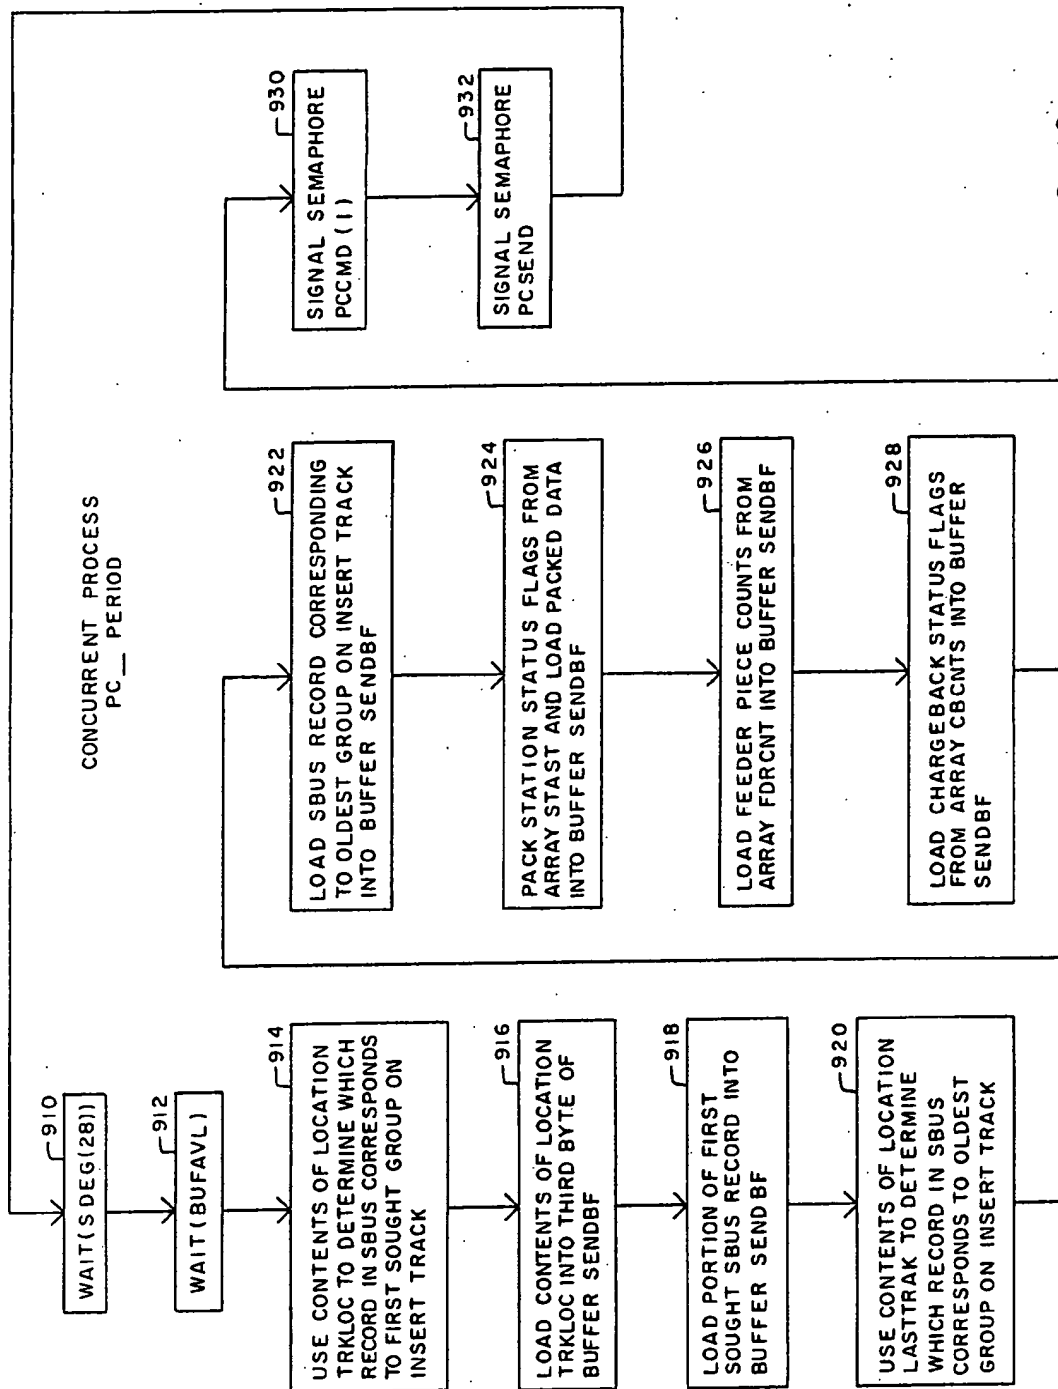 CONCURRENT PROCESS
PC__ PERIOD
910
WAIT(SDEG(28))
912
WAIT(BUFAVL)
914
USE CONTENTS OF LOCATION
TRKLOC TO DETERMINE WHICH
RECORD IN SBUS CORRESPONDS
TO FIRST SOUGHT GROUP ON
INSERT TRACK
916
LOAD CONTENTS OF LOCATION
TRKLOC INTO THIRD BYTE OF
BUFFER SENDBF
918
LOAD PORTION OF FIRST
SOUGHT SBUS RECORD INTO
BUFFER SENDBF
920
USE CONTENTS OF LOCATION
LASTTRAK TO DETERMINE
WHICH RECORD IN SBUS
CORRESPONDS TO OLDEST
GROUP ON INSERT TRACK
922
LOAD SBUS RECORD CORRESPONDING
TO OLDEST GROUP ON INSERT TRACK
INTO BUFFER SENDBF
924
PACK STATION STATUS FLAGS FROM
ARRAY STAST AND LOAD PACKED DATA
INTO BUFFER SENDBF
926
LOAD FEEDER PIECE COUNTS FROM
ARRAY FDRCNT INTO BUFFER SENDBF
928
LOAD CHARGEBACK STATUS FLAGS
FROM ARRAY CBCNTS INTO BUFFER
SENDBF
930
SIGNAL SEMAPHORE
PCCMD(1)
932
SIGNAL SEMAPHORE
PCSEND